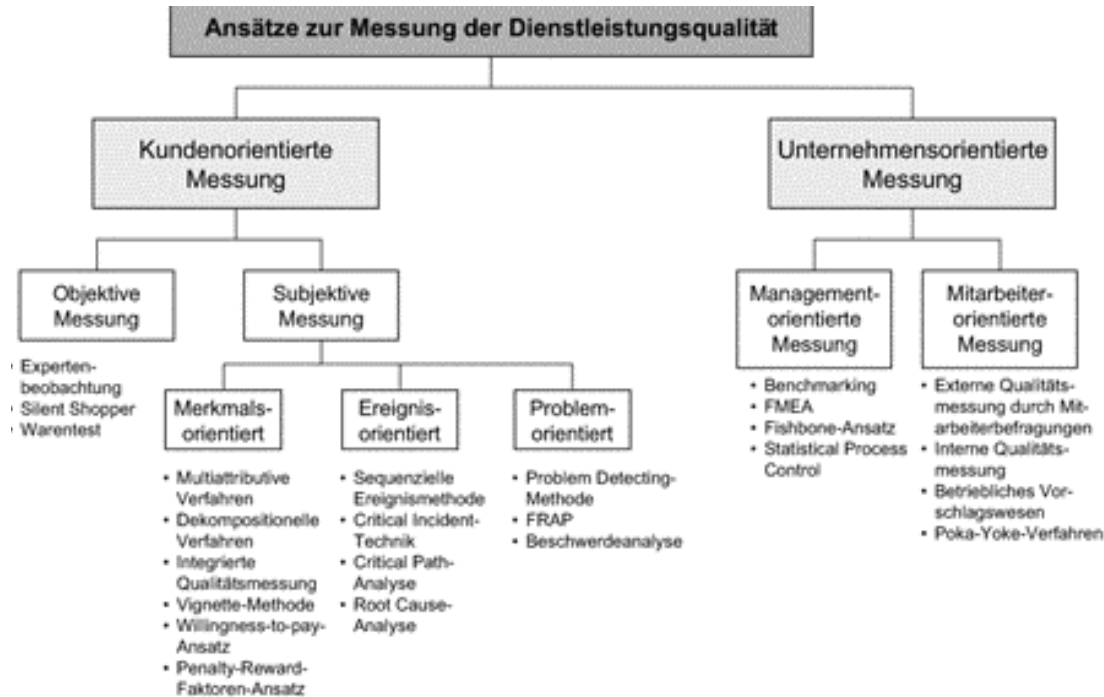 Ansätze zur Messung der Dienstleistungsqualität
Kundenorientierte
Messung
Unternehmensorientierte
Messung
Objektive
Messung
Subjektive
Messung
Management-
orientierte
Messung
Mitarbeiter-
orientierte
Messung
• Experten-
beobachtung
• Silent Shopper
• Warentest
Merkmals-
orientiert
Ereignis-
orientiert
Problem-
orientiert
• Benchmarking
• FMEA
• Fishbone-Ansatz
• Statistical Process
Control
• Externe Qualitäts-
messung durch Mit-
arbeiterbefragungen
• Interne Qualitäts-
messung
• Betriebliches Vor-
schlagswesen
• Poka-Yoke-Verfahren
• Multiattributive
Verfahren
• Dekompositionelle
Verfahren
• Integrierte
Qualitätsmessung
• Vignette-Methode
• Willingness-to-pay-
Ansatz
• Penalty-Reward-
Faktoren-Ansatz
• Sequenzielle
Ereignismethode
• Critical Incident-
Technik
• Critical Path-
Analyse
• Root Cause-
Analyse
• Problem Detecting-
Methode
• FRAP
• Beschwerdeanalyse